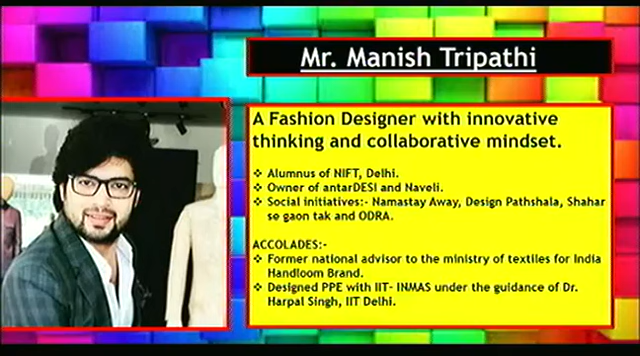 Mr. Manish Tripathi
A Fashion Designer with innovative
thinking and collaborative mindset.
❖ Alumnus of NIFT, Delhi.
❖ Owner of antarDESI and Naveli.
❖ Social initiatives:- Namastay Away, Design Pathshala, Shahar
se gaon tak and ODRA.
ACCOLADES:-
❖ Former national advisor to the ministry of textiles for India
Handloom Brand.
❖ Designed PPE with IIT- INMAS under the guidance of Dr.
Harpal Singh, IIT Delhi.